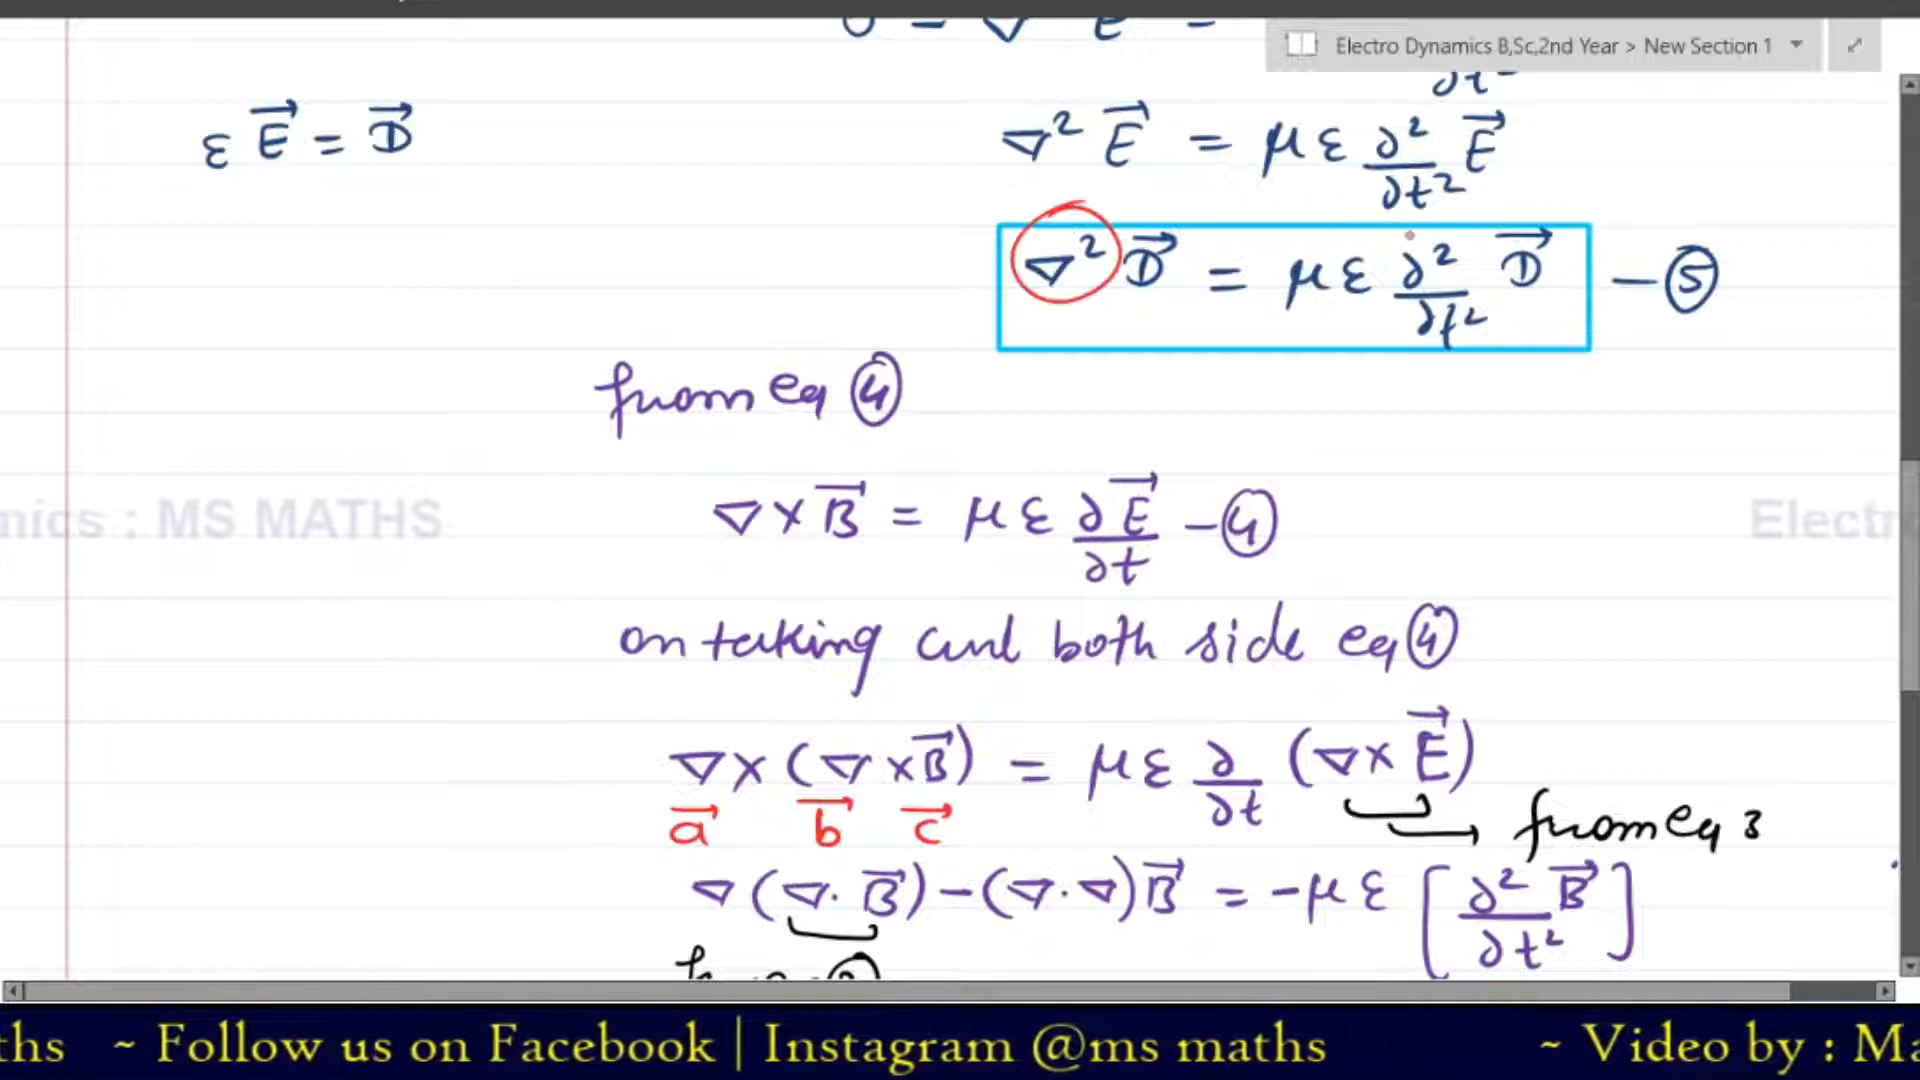 Electro Dynamics B,Sc,2nd Year > New Section 1
ε E⃗ = D⃗
∇² E⃗ = με ∂²/∂t² E⃗
∇² D⃗ = με ∂²/∂t² D⃗ — ⑤
from eq ④
∇ × B⃗ = με ∂E⃗/∂t — ④
mics : MS MATHS
Electr
on taking curl both side eq ④
∇ × (∇ × B⃗) = με ∂/∂t (∇ × E⃗)
a⃗ b⃗ c⃗
from eq 3
∇(∇·B⃗) − (∇·∇)B⃗ = −με [∂²B⃗/∂t²]
ths ~ Follow us on Facebook | Instagram @ms maths ~ Video by : Ma